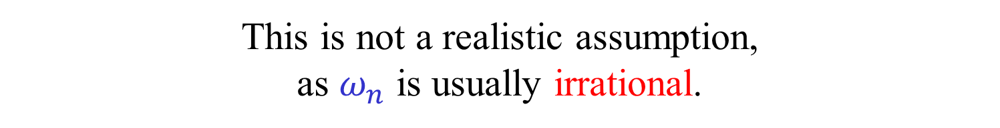 This is not a realistic assumption,
as ωₙ is usually irrational.